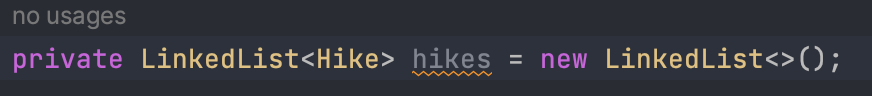 no usages
private LinkedList<Hike> hikes = new LinkedList<>();